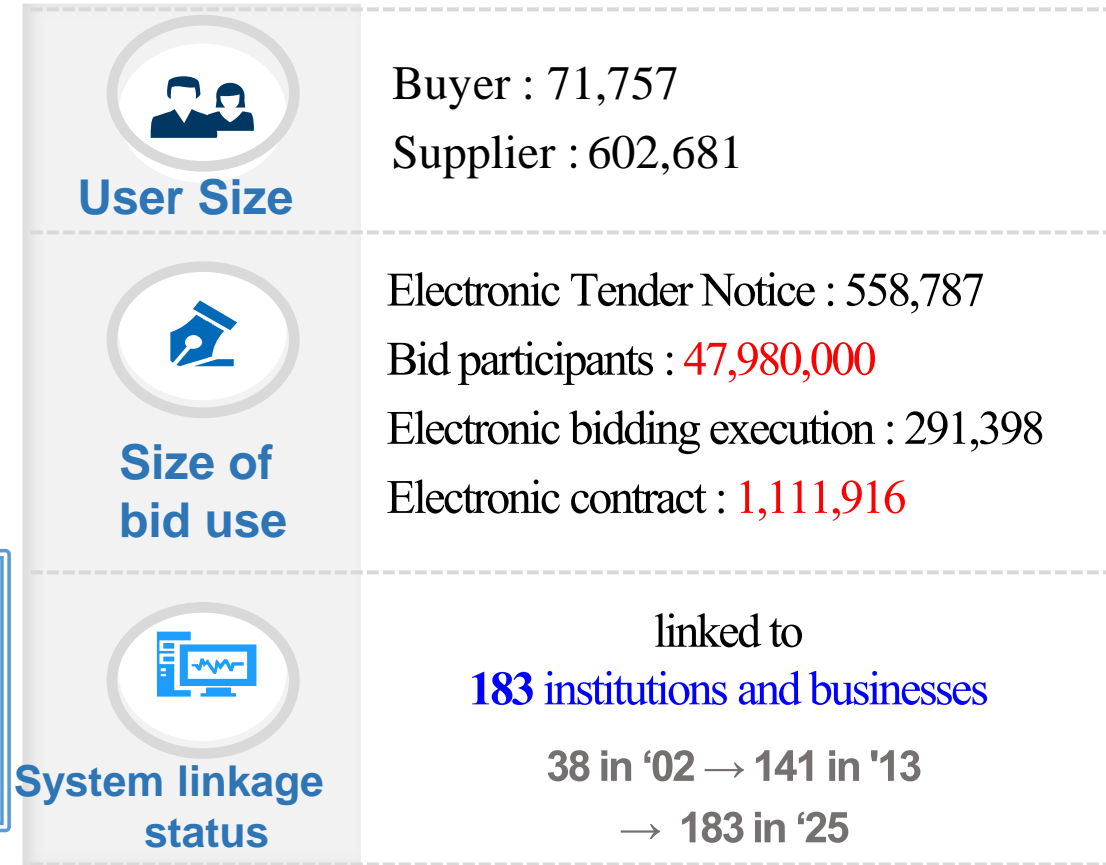 Buyer : 71,757
Supplier : 602,681
User Size
Electronic Tender Notice : 558,787
Bid participants : 47,980,000
Electronic bidding execution : 291,398
Electronic contract : 1,111,916
Size of
bid use
linked to
183 institutions and businesses
38 in ‘02 → 141 in '13
→ 183 in ‘25
System linkage
status